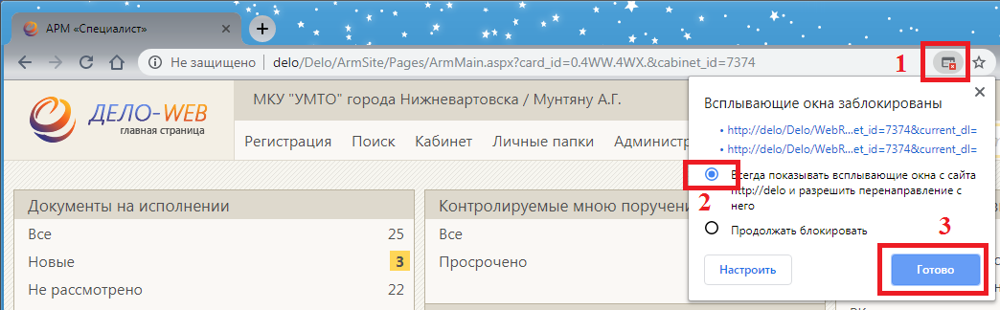 АРМ «Специалист»
Не защищено delo/Delo/ArmSite/Pages/ArmMain.aspx?card_id=0.4WW.4WX.&cabinet_id=7374
1
ДЕЛО-WEB
главная страница
МКУ "УМТО" города Нижневартовска / Мунтяну А.Г.
Регистрация Поиск Кабинет Личные папки Админист
Всплывающие окна заблокированы
http://delo/Delo/WebR...et_id=7374&current_dl=
http://delo/Delo/WebR...et_id=7374&current_dl=
Всегда показывать всплывающие окна с сайта
http://delo и разрешить перенаправление с
него
2
Продолжать блокировать
3
Настроить
Готово
Документы на исполнении
Все 25
Новые 3
Не рассмотрено 22
Контролируемые мною поручен
Все
Просрочено